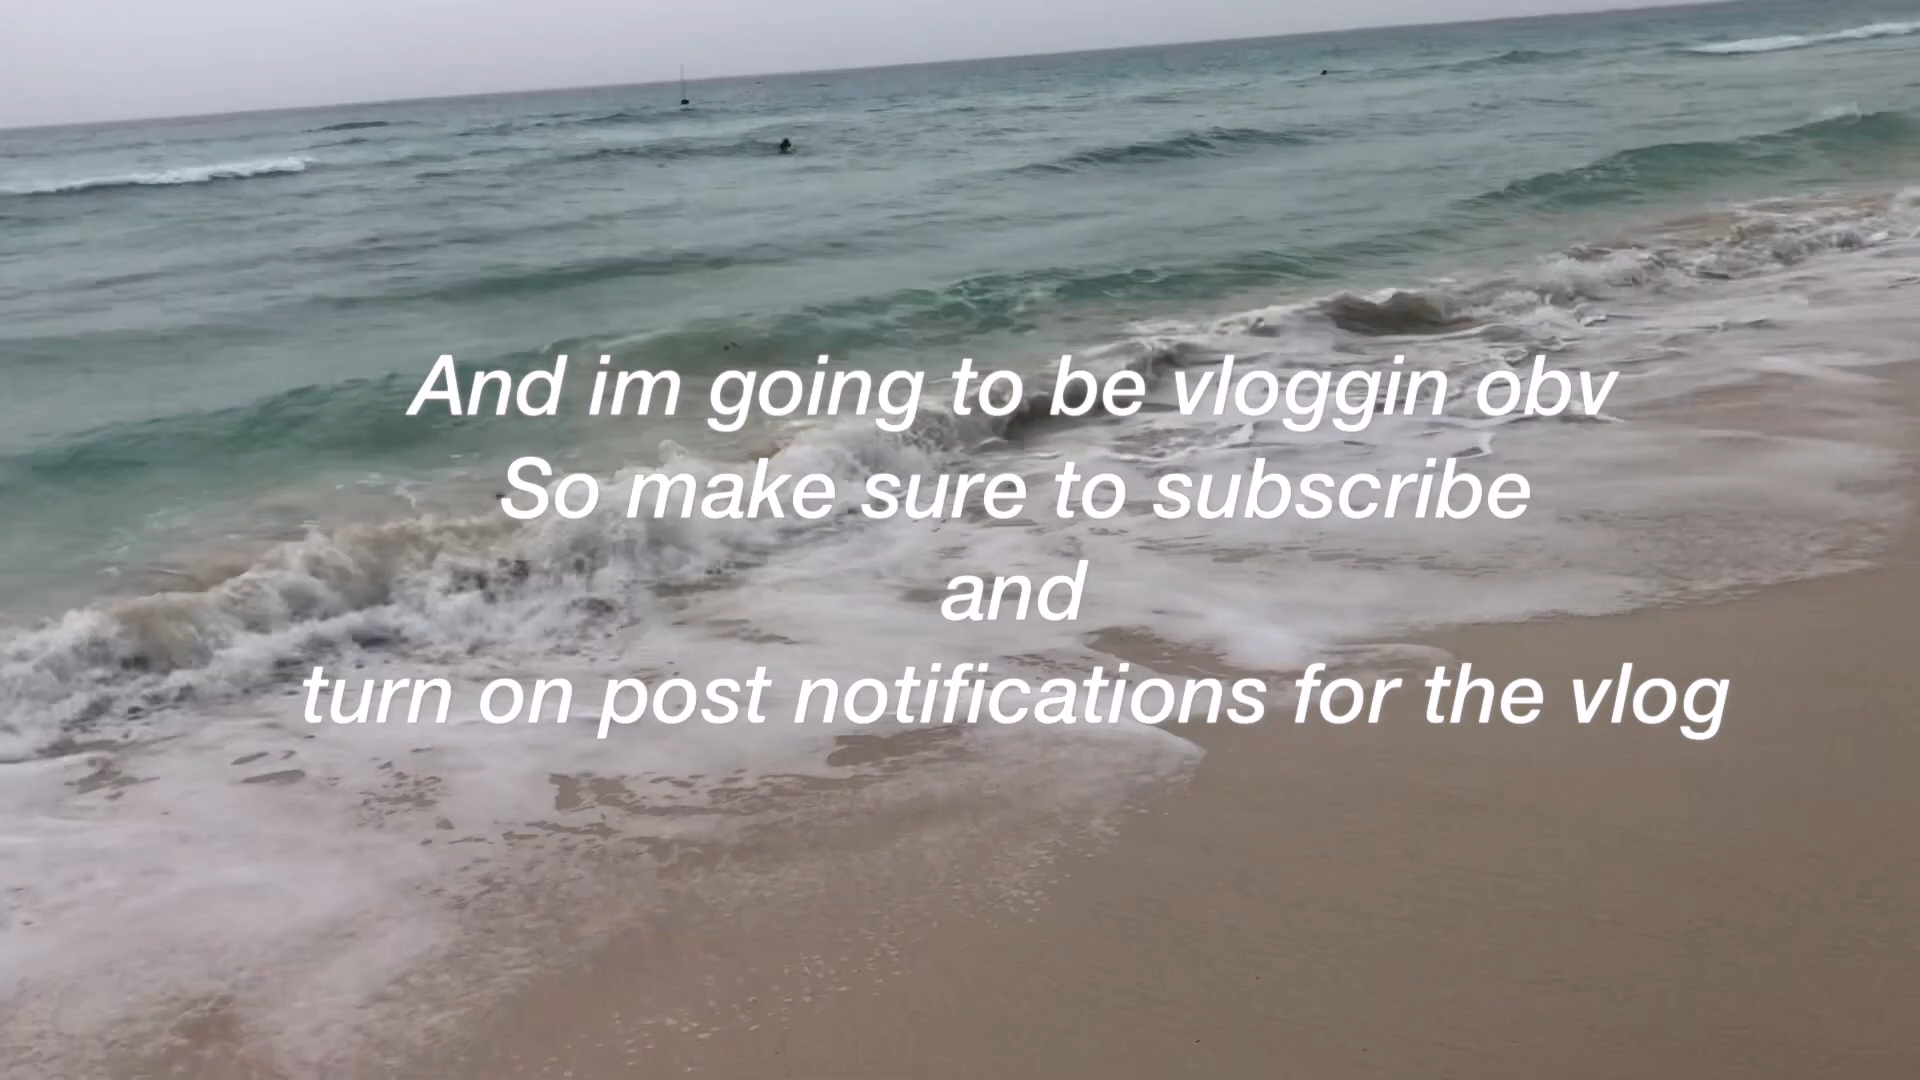 And im going to be vloggin obv
So make sure to subscribe
and
turn on post notifications for the vlog